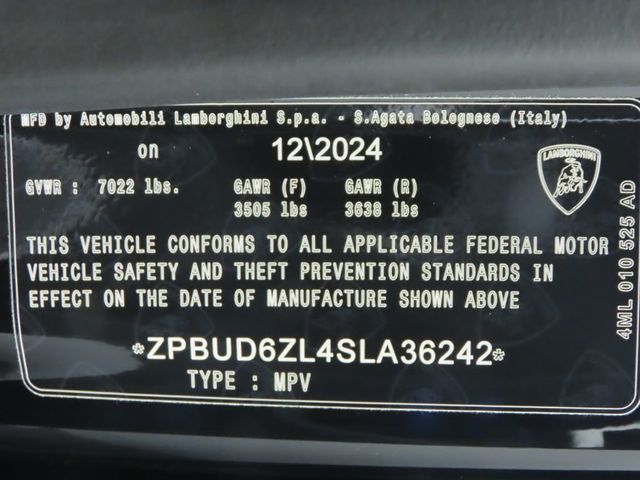 MFD by Automobili Lamborghini S.p.a. - S.Agata Bolognese (Italy)
on 12\2024
LAMBORGHINI
GVWR : 7022 lbs. GAWR (F) GAWR (R)
3505 lbs 3638 lbs
THIS VEHICLE CONFORMS TO ALL APPLICABLE FEDERAL MOTOR
VEHICLE SAFETY AND THEFT PREVENTION STANDARDS IN
EFFECT ON THE DATE OF MANUFACTURE SHOWN ABOVE
*ZPBUD6ZL4SLA36242*
TYPE : MPV
4ML 010 525 AD